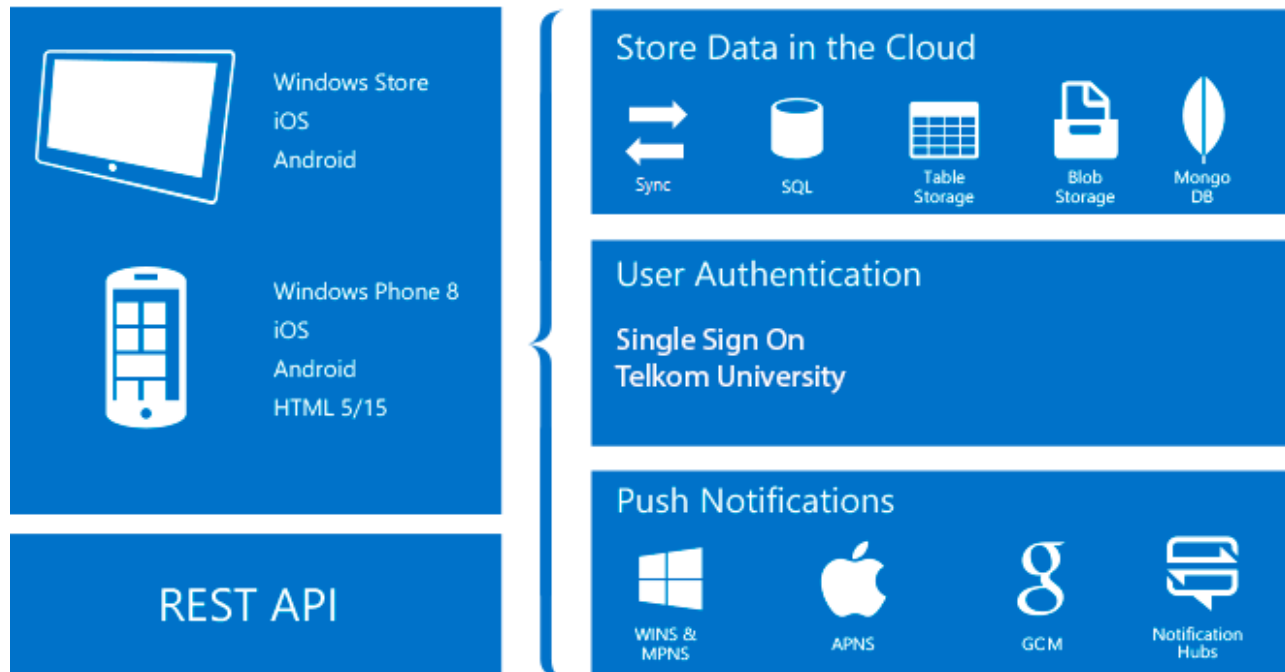 Windows Store
iOS
Android
Windows Phone 8
iOS
Android
HTML 5/15
REST API
Store Data in the Cloud
Sync
SQL
Table
Storage
Blob
Storage
Mongo
DB
User Authentication
Single Sign On
Telkom University
Push Notifications
WINS &
MPNS
APNS
GCM
Notification
Hubs